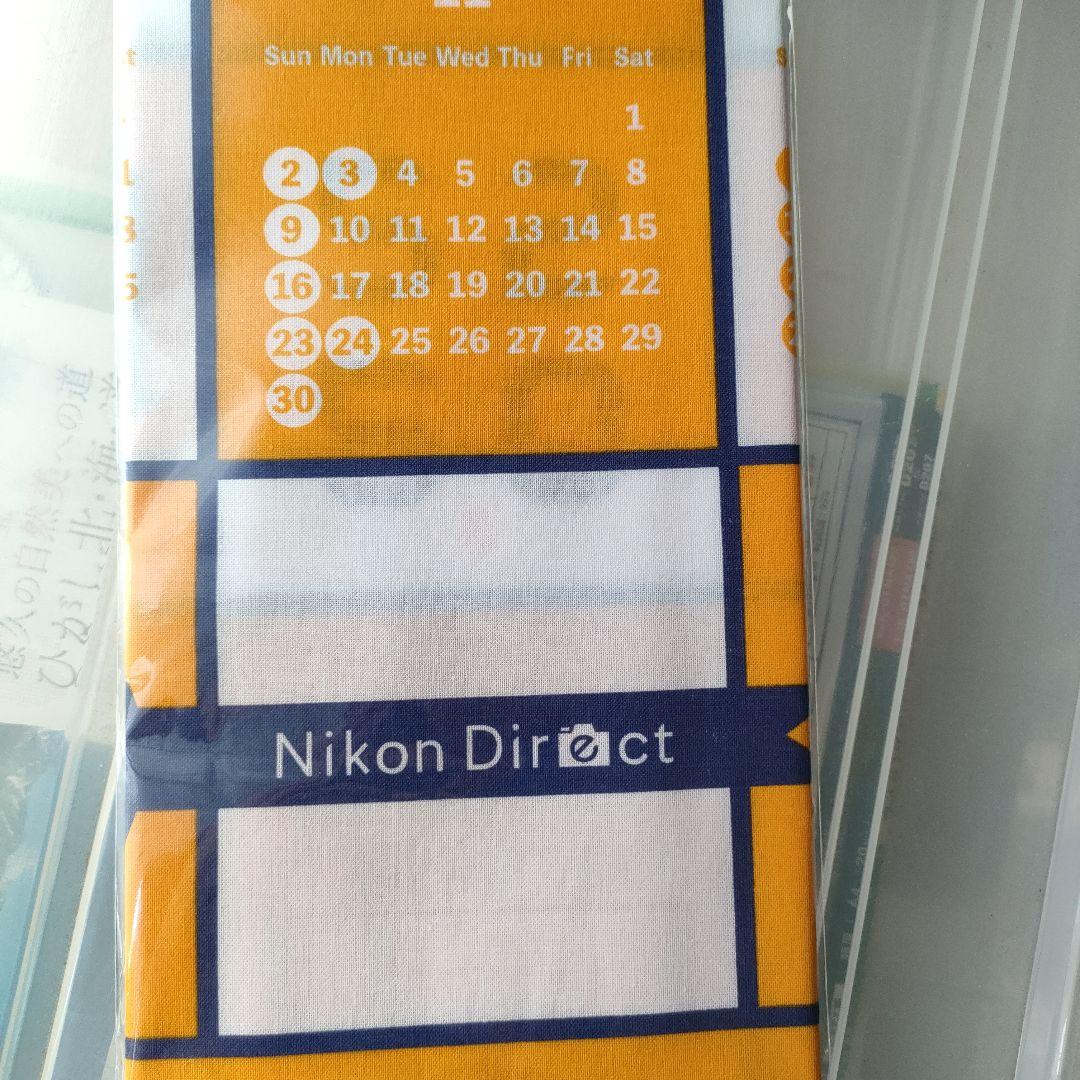 11
Sun Mon Tue Wed Thu Fri Sat
1
2 3 4 5 6 7 8
9 10 11 12 13 14 15
16 17 18 19 20 21 22
23 24 25 26 27 28 29
30
Nikon Direct